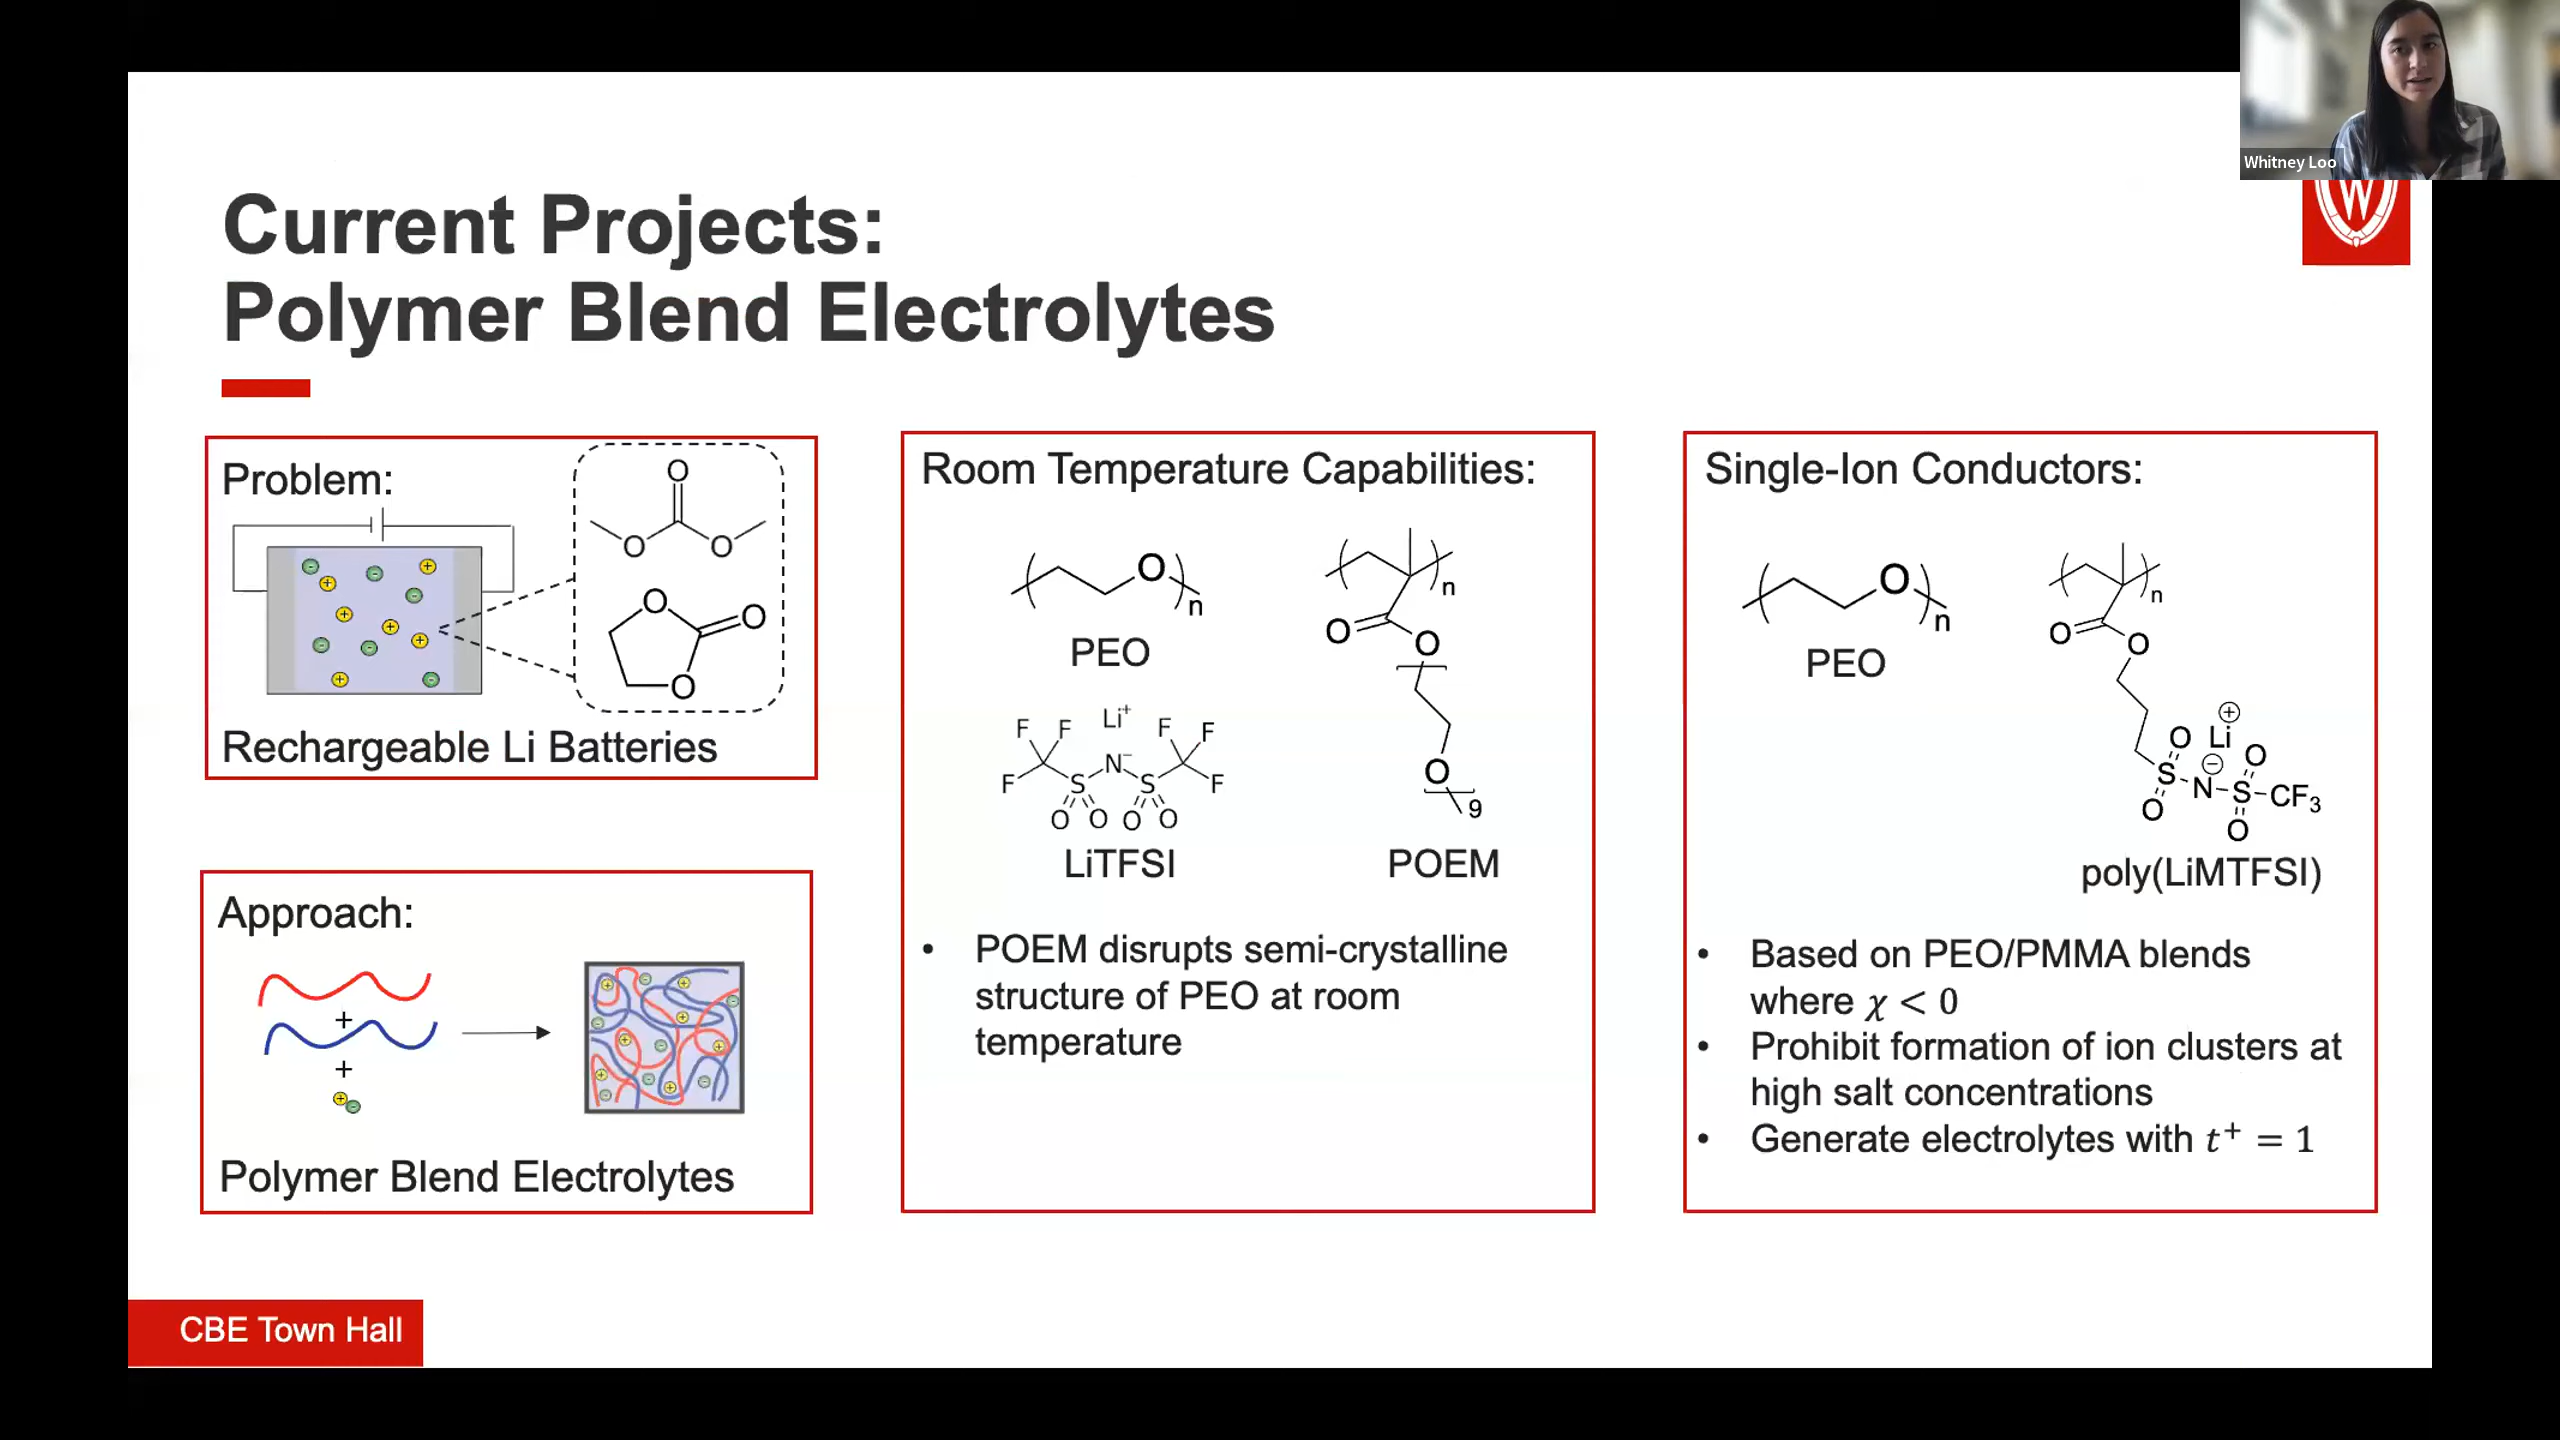 Whitney Loo
W
Current Projects:
Polymer Blend Electrolytes
Problem:
O
O
O
O
O
O
Rechargeable Li Batteries
Approach:
+
+
Polymer Blend Electrolytes
Room Temperature Capabilities:
O
n
PEO
n
O
O
O
9
POEM
F F Li⁺ F F
F N⁻ F
S S
O O O O
LiTFSI
• POEM disrupts semi-crystalline
structure of PEO at room
temperature
Single-Ion Conductors:
O
n
PEO
n
O
O
O Li ⊕
⊖ O
S N S CF₃
O
O
poly(LiMTFSI)
• Based on PEO/PMMA blends
where χ < 0
• Prohibit formation of ion clusters at
high salt concentrations
• Generate electrolytes with t⁺ = 1
CBE Town Hall